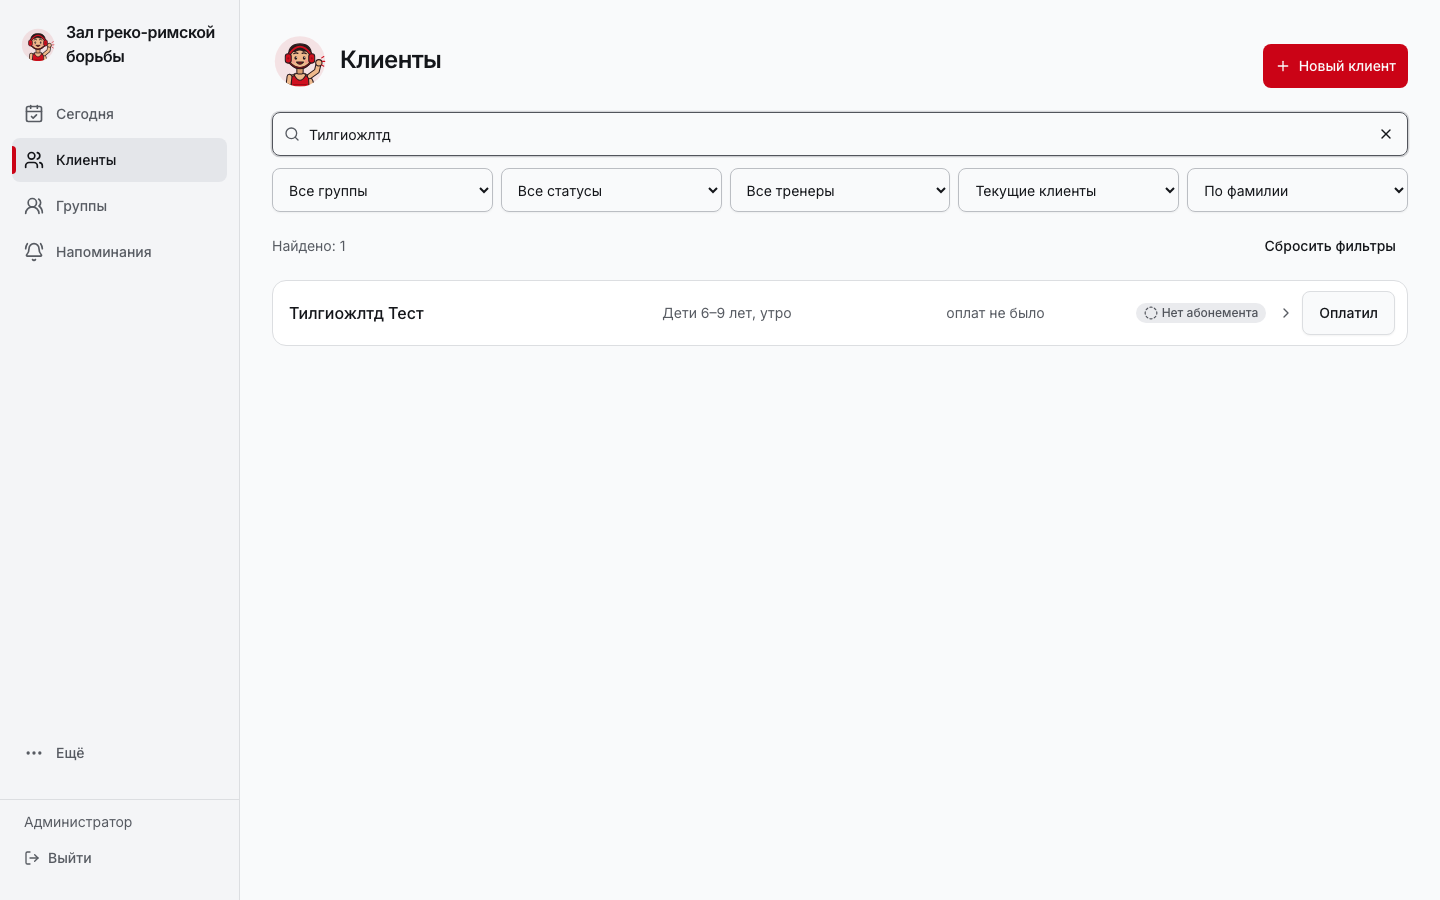 Зал греко-римской
борьбы
Сегодня
Клиенты
Группы
Напоминания
Ещё
Администратор
Выйти
Клиенты
Новый клиент
Тилгиожлтд
Все группы
Все статусы
Все тренеры
Текущие клиенты
По фамилии
Найдено: 1
Сбросить фильтры
Тилгиожлтд Тест
Дети 6–9 лет, утро
оплат не было
Нет абонемента
Оплатил